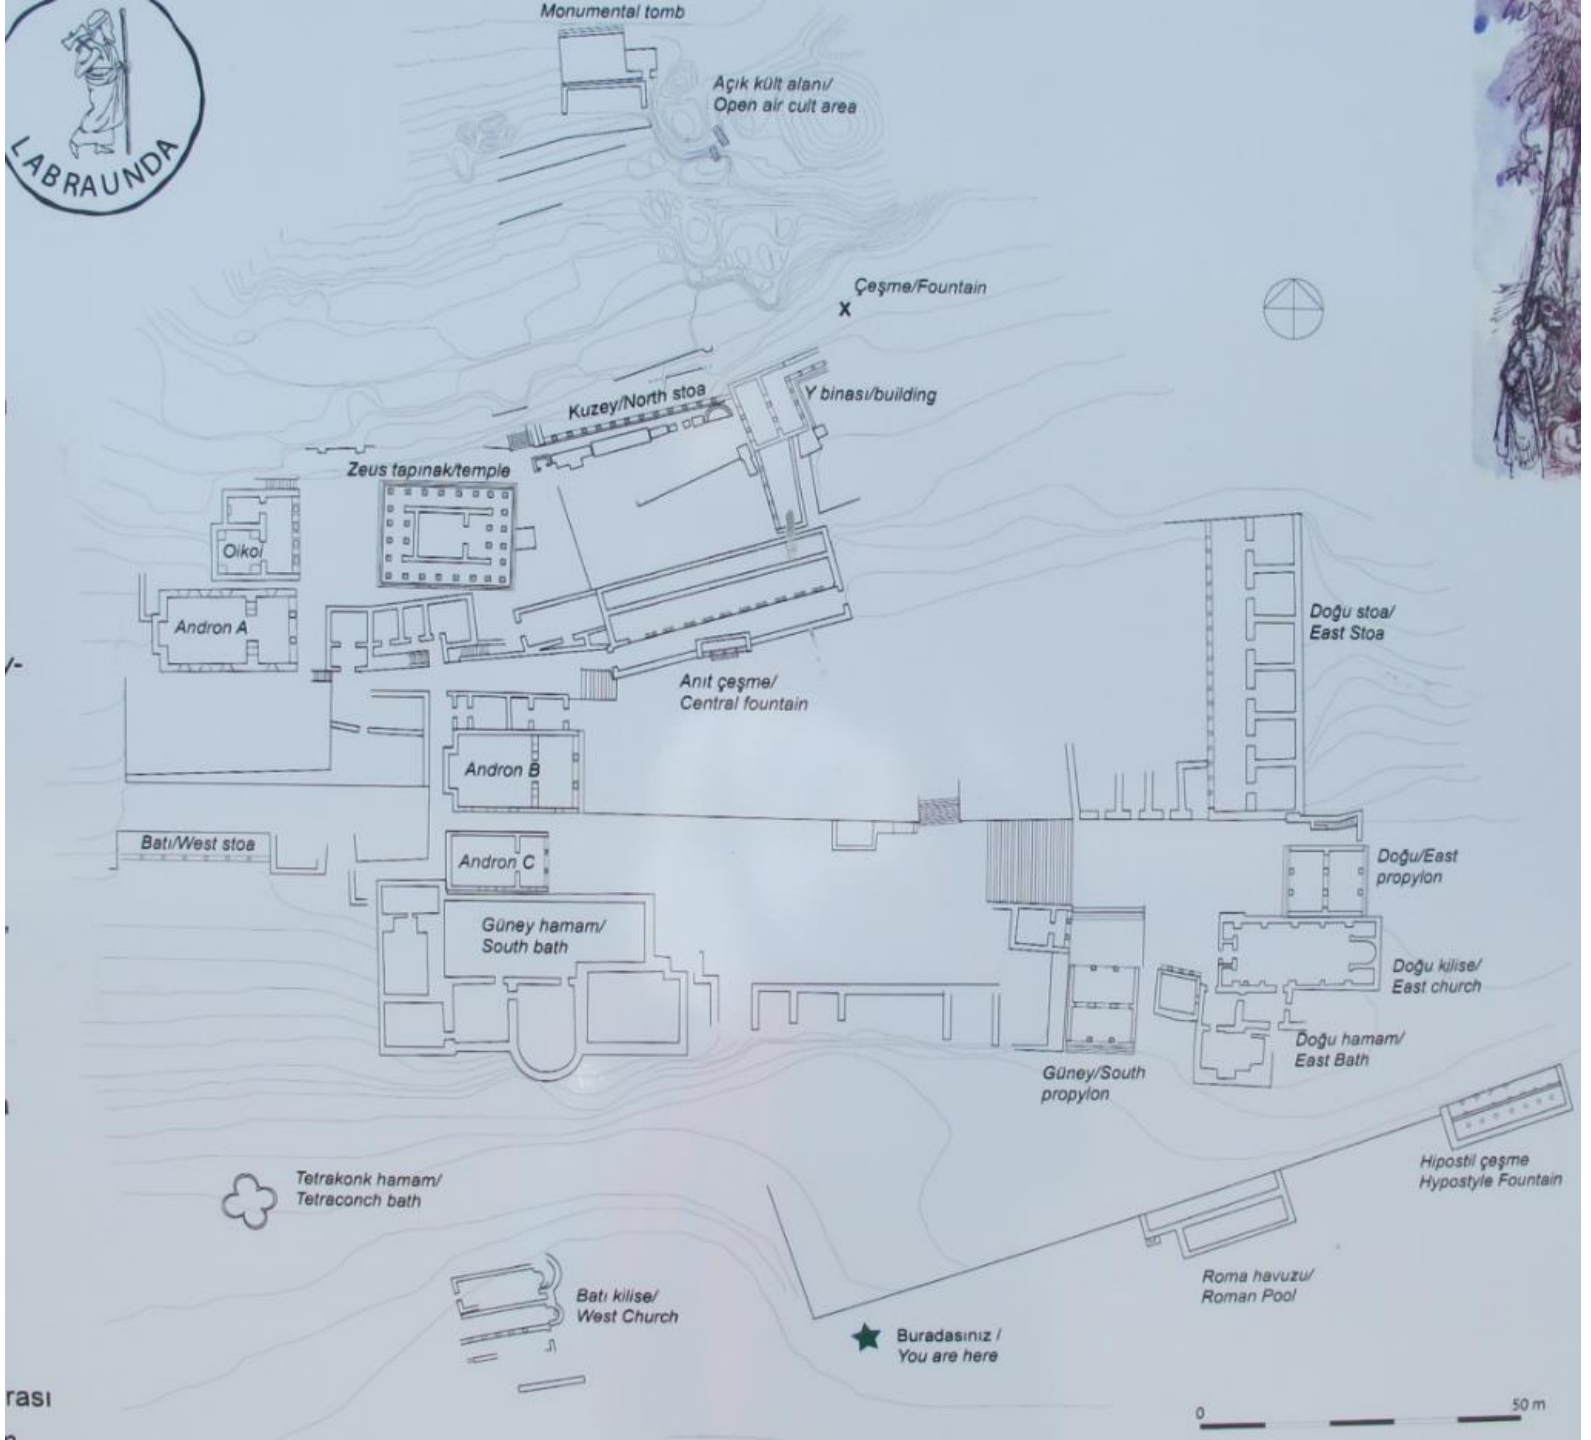 Monumental tomb
LABRAUNDA
Açık kült alanı/
Open air cult area
Çeşme/Fountain
x
Kuzey/North stoa
Y binası/building
Zeus tapınak/temple
Oikoi
Andron A
Doğu stoa/
East Stoa
Anıt çeşme/
Central fountain
Andron B
Batı/West stoa
Andron C
Doğu/East
propylon
Güney hamam/
South bath
Doğu kilise/
East church
Doğu hamam/
East Bath
Güney/South
propylon
Hipostil çeşme
Hypostyle Fountain
Tetrakonk hamam/
Tetraconch bath
Roma havuzu/
Roman Pool
Batı kilise/
West Church
Buradasınız /
You are here
rası
0 50 m